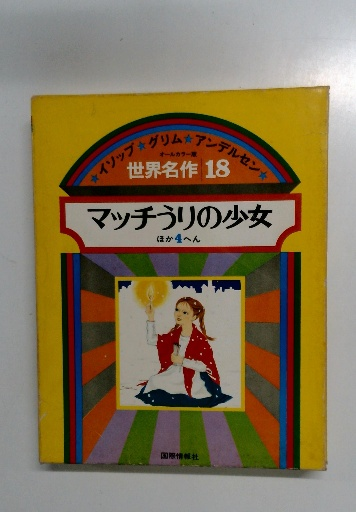 ★イソップ★グリム★アンデルセン★
オールカラー版
世界名作 18
マッチうりの少女
ほか4へん
国際情報社